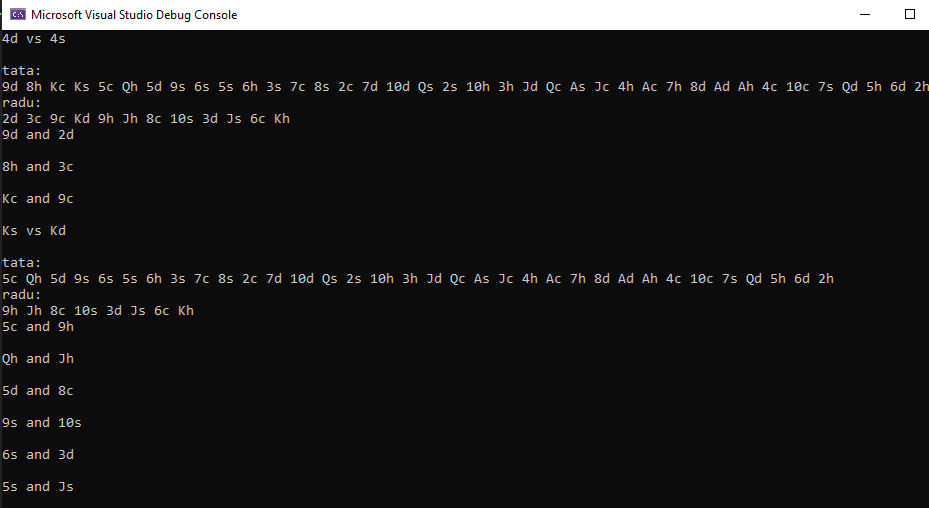 Microsoft Visual Studio Debug Console
4d vs 4s
tata:
9d 8h Kc Ks 5c Qh 5d 9s 6s 5s 6h 3s 7c 8s 2c 7d 10d Qs 2s 10h 3h Jd Qc As Jc 4h Ac 7h 8d Ad Ah 4c 10c 7s Qd 5h 6d 2h
radu:
2d 3c 9c Kd 9h Jh 8c 10s 3d Js 6c Kh
9d and 2d
8h and 3c
Kc and 9c
Ks vs Kd
tata:
5c Qh 5d 9s 6s 5s 6h 3s 7c 8s 2c 7d 10d Qs 2s 10h 3h Jd Qc As Jc 4h Ac 7h 8d Ad Ah 4c 10c 7s Qd 5h 6d 2h
radu:
9h Jh 8c 10s 3d Js 6c Kh
5c and 9h
Qh and Jh
5d and 8c
9s and 10s
6s and 3d
5s and Js